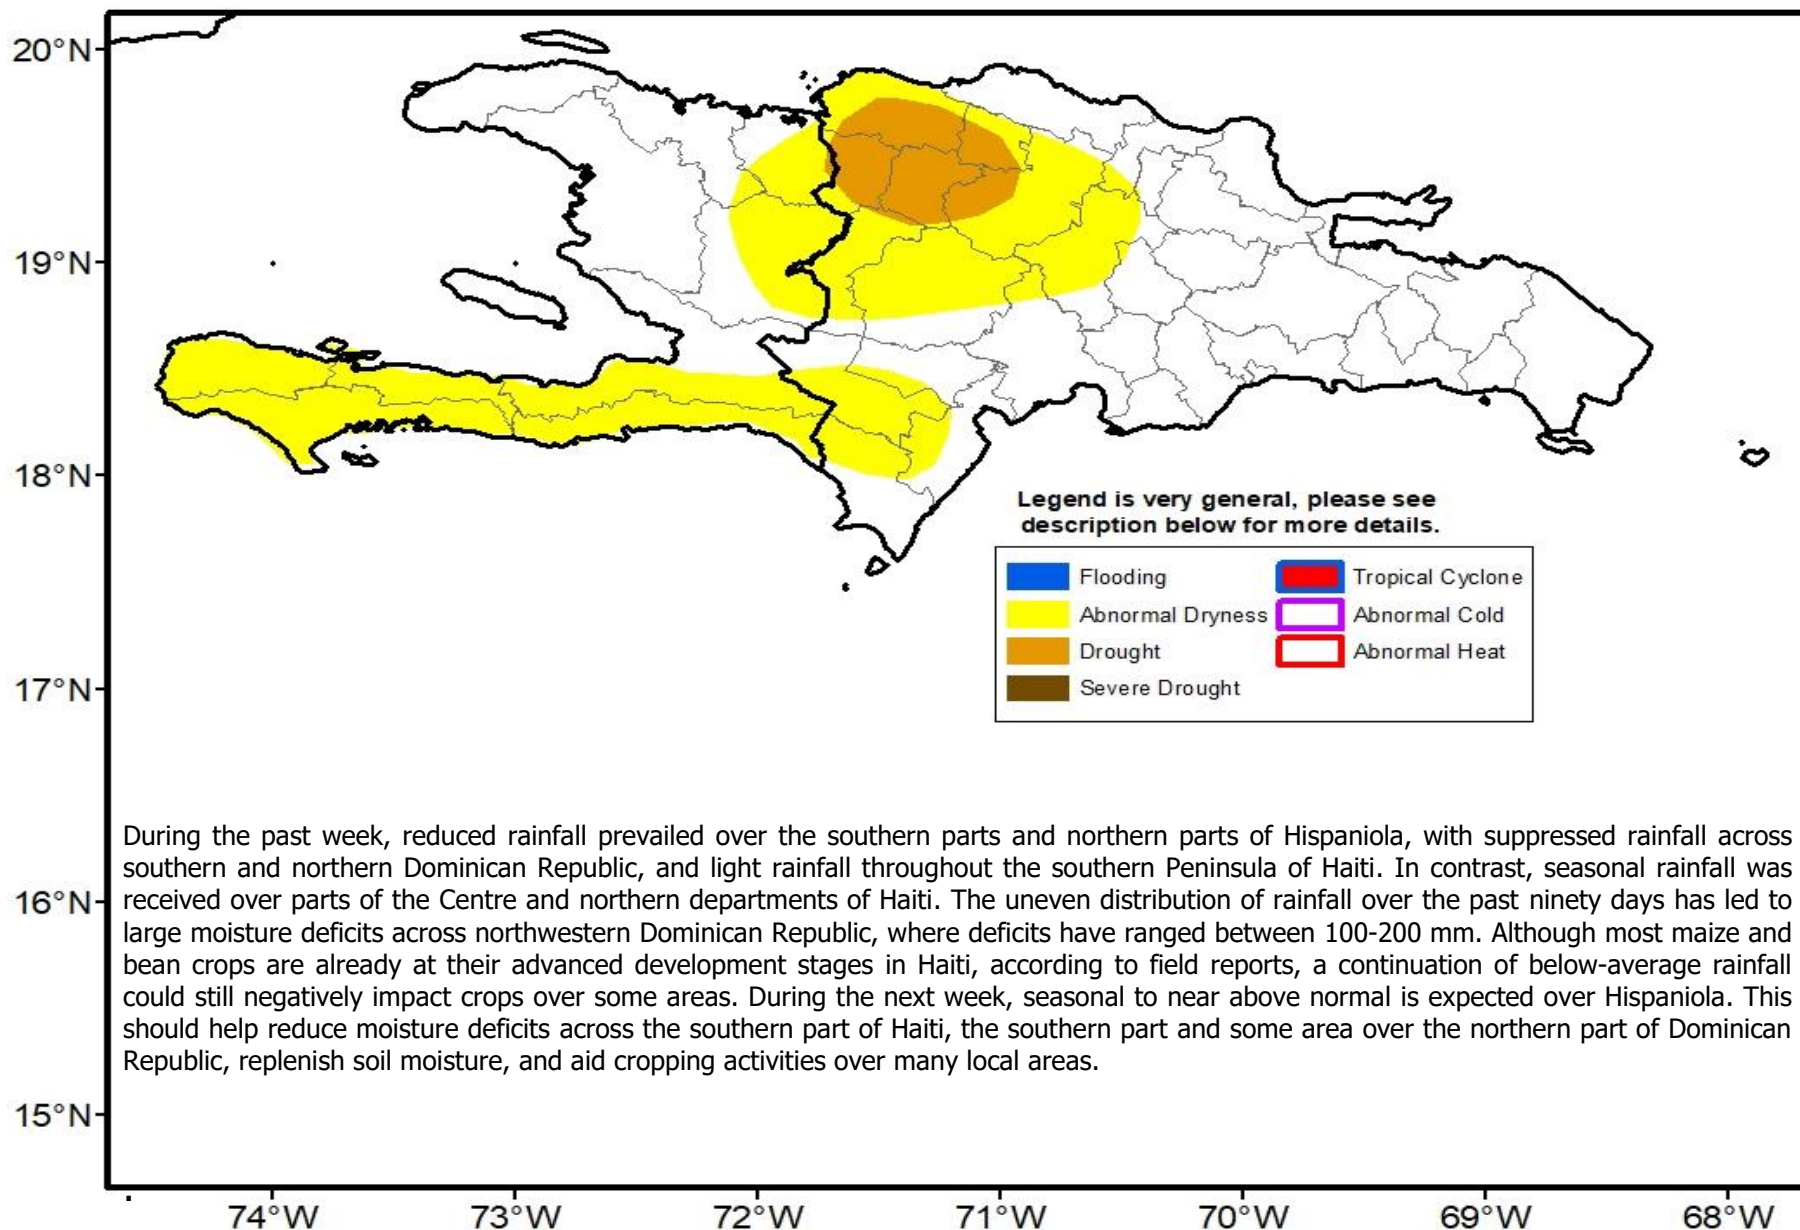 20°N
19°N
18°N
17°N
16°N
15°N
Legend is very general, please see
description below for more details.
Flooding
Tropical Cyclone
Abnormal Dryness
Abnormal Cold
Drought
Abnormal Heat
Severe Drought
During the past week, reduced rainfall prevailed over the southern parts and northern parts of Hispaniola, with suppressed rainfall across
southern and northern Dominican Republic, and light rainfall throughout the southern Peninsula of Haiti. In contrast, seasonal rainfall was
received over parts of the Centre and northern departments of Haiti. The uneven distribution of rainfall over the past ninety days has led to
large moisture deficits across northwestern Dominican Republic, where deficits have ranged between 100-200 mm. Although most maize and
bean crops are already at their advanced development stages in Haiti, according to field reports, a continuation of below-average rainfall
could still negatively impact crops over some areas. During the next week, seasonal to near above normal is expected over Hispaniola. This
should help reduce moisture deficits across the southern part of Haiti, the southern part and some area over the northern part of Dominican
Republic, replenish soil moisture, and aid cropping activities over many local areas.
.
74°W 73°W 72°W 71°W 70°W 69°W 68°W